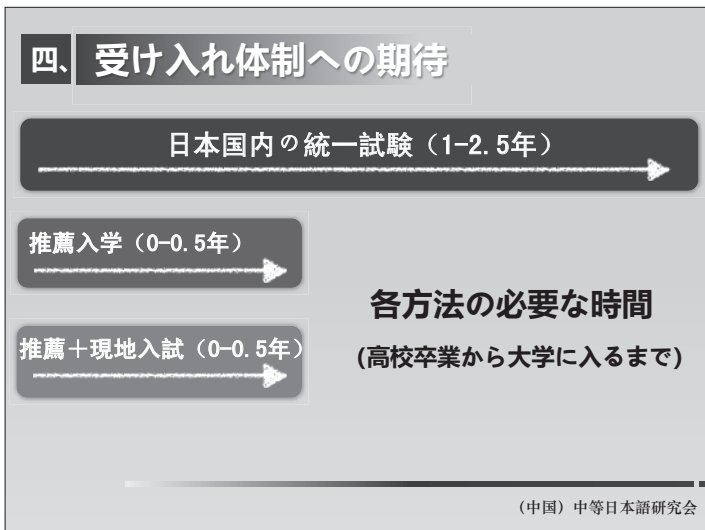 四、 受け入れ体制への期待
日本国内の統一試験（1-2.5年）
推薦入学（0-0.5年）
推薦＋現地入試（0-0.5年）
各方法の必要な時間
(高校卒業から大学に入るまで)
（中国）中等日本語研究会